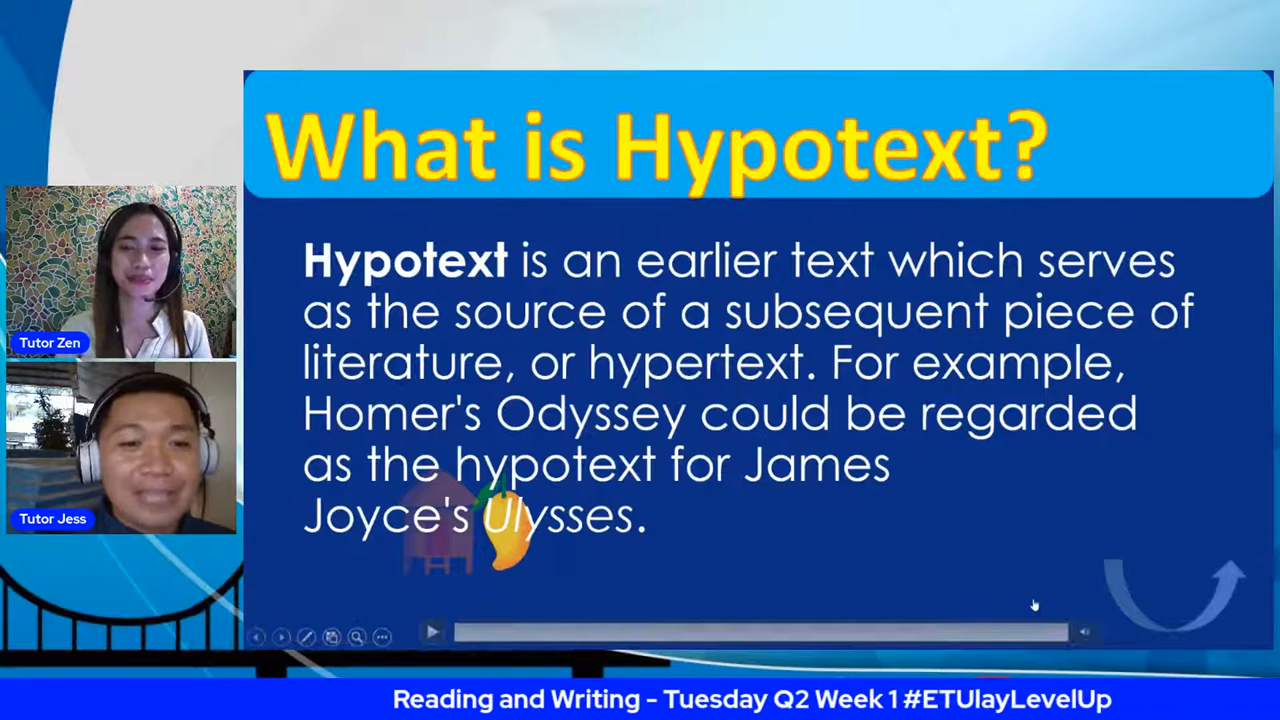 What is Hypotext?
Hypotext is an earlier text which serves
as the source of a subsequent piece of
literature, or hypertext. For example,
Homer's Odyssey could be regarded
as the hypotext for James
Joyce's Ulysses.
Tutor Zen
Tutor Jess
Reading and Writing - Tuesday Q2 Week 1 #ETUlayLevelUp